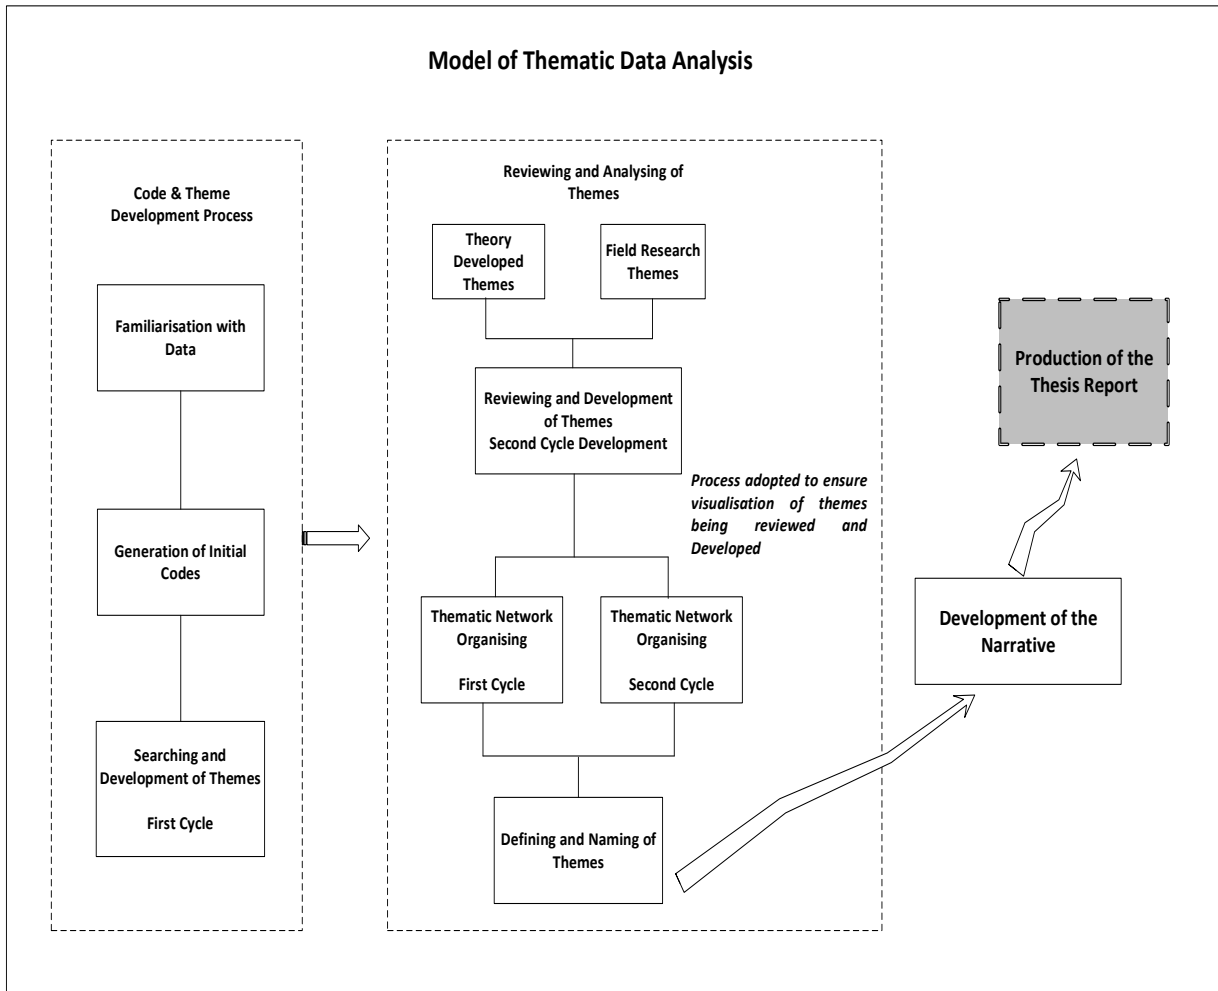 Model of Thematic Data Analysis
Code & Theme
Development Process
Familiarisation with
Data
Generation of Initial
Codes
Searching and
Development of Themes
First Cycle
Reviewing and Analysing of
Themes
Theory
Developed
Themes
Field Research
Themes
Reviewing and Development
of Themes
Second Cycle Development
Process adopted to ensure
visualisation of themes
being reviewed and
Developed
Thematic Network
Organising
First Cycle
Thematic Network
Organising
Second Cycle
Defining and Naming of
Themes
Development of the
Narrative
Production of the
Thesis Report